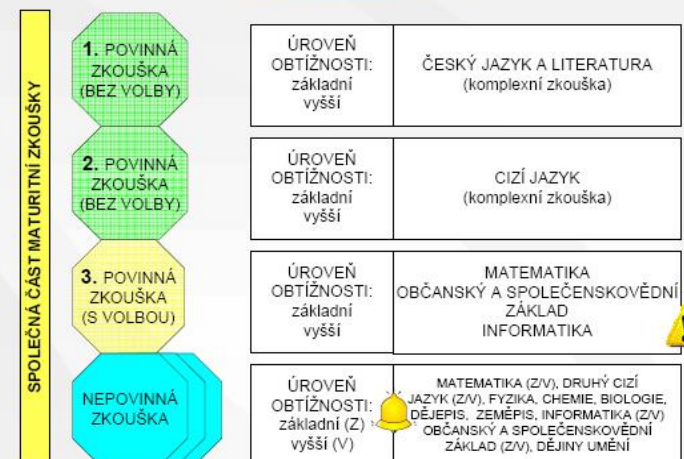 SPOLEČNÁ ČÁST MATURITNÍ ZKOUŠKY
1. POVINNÁ
ZKOUŠKA
(BEZ VOLBY)
ÚROVEŇ
OBTÍŽNOSTI:
základní
vyšší
ČESKÝ JAZYK A LITERATURA
(komplexní zkouška)
2. POVINNÁ
ZKOUŠKA
(BEZ VOLBY)
ÚROVEŇ
OBTÍŽNOSTI:
základní
vyšší
CIZÍ JAZYK
(komplexní zkouška)
3. POVINNÁ
ZKOUŠKA
(S VOLBOU)
ÚROVEŇ
OBTÍŽNOSTI:
základní
vyšší
MATEMATIKA
OBČANSKÝ A SPOLEČENSKOVĚDNÍ
ZÁKLAD
INFORMATIKA
NEPOVINNÁ
ZKOUŠKA
ÚROVEŇ
OBTÍŽNOSTI:
základní (Z)
vyšší (V)
MATEMATIKA (Z/V), DRUHÝ CIZÍ
JAZYK (Z/V), FYZIKA, CHEMIE, BIOLOGIE,
DĚJEPIS, ZEMĚPIS, INFORMATIKA (Z/V)
OBČANSKÝ A SPOLEČENSKOVĚDNÍ
ZÁKLAD (Z/V), DĚJINY UMĚNÍ